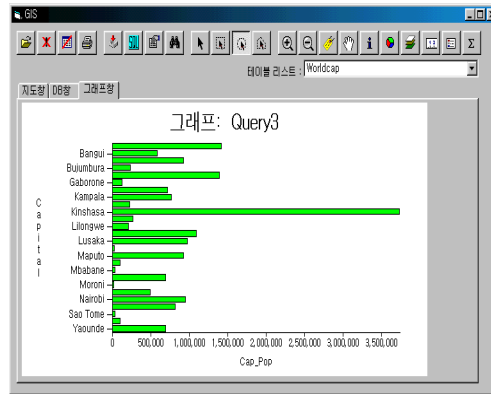 GIS
SQL
테이블 리스트 : Worldcap
지도창 DB창 그래프창
그래프: Query3
Bangui
Bujumbura
Gaborone
Kampala
Kinshasa
Lilongwe
Lusaka
Maputo
Mbabane
Moroni
Nairobi
Sao Tome
Yaounde
Capital
0 500,000 1,000,000 1,500,000 2,000,000 2,500,000 3,000,000 3,500,000
Cap_Pop